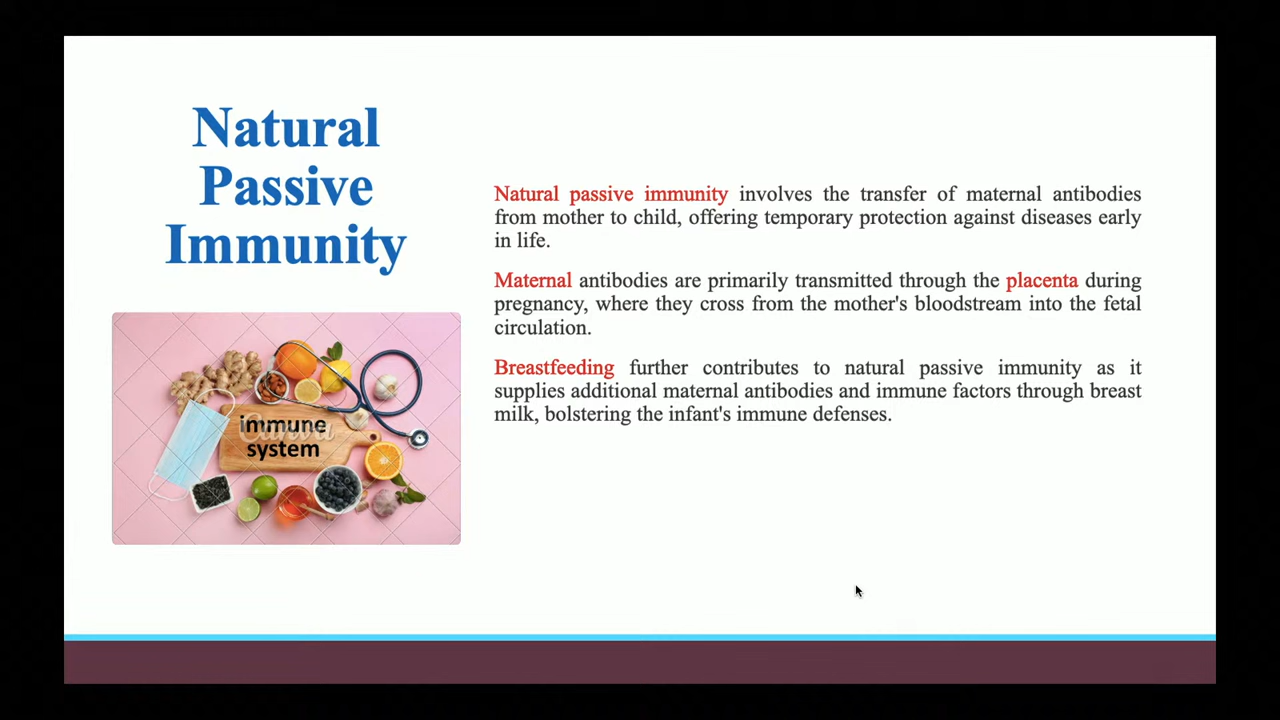 Natural
Passive
Immunity
Natural passive immunity involves the transfer of maternal antibodies
from mother to child, offering temporary protection against diseases early
in life.
Maternal antibodies are primarily transmitted through the placenta during
pregnancy, where they cross from the mother's bloodstream into the fetal
circulation.
Breastfeeding further contributes to natural passive immunity as it
supplies additional maternal antibodies and immune factors through breast
milk, bolstering the infant's immune defenses.
immune
Canva
system